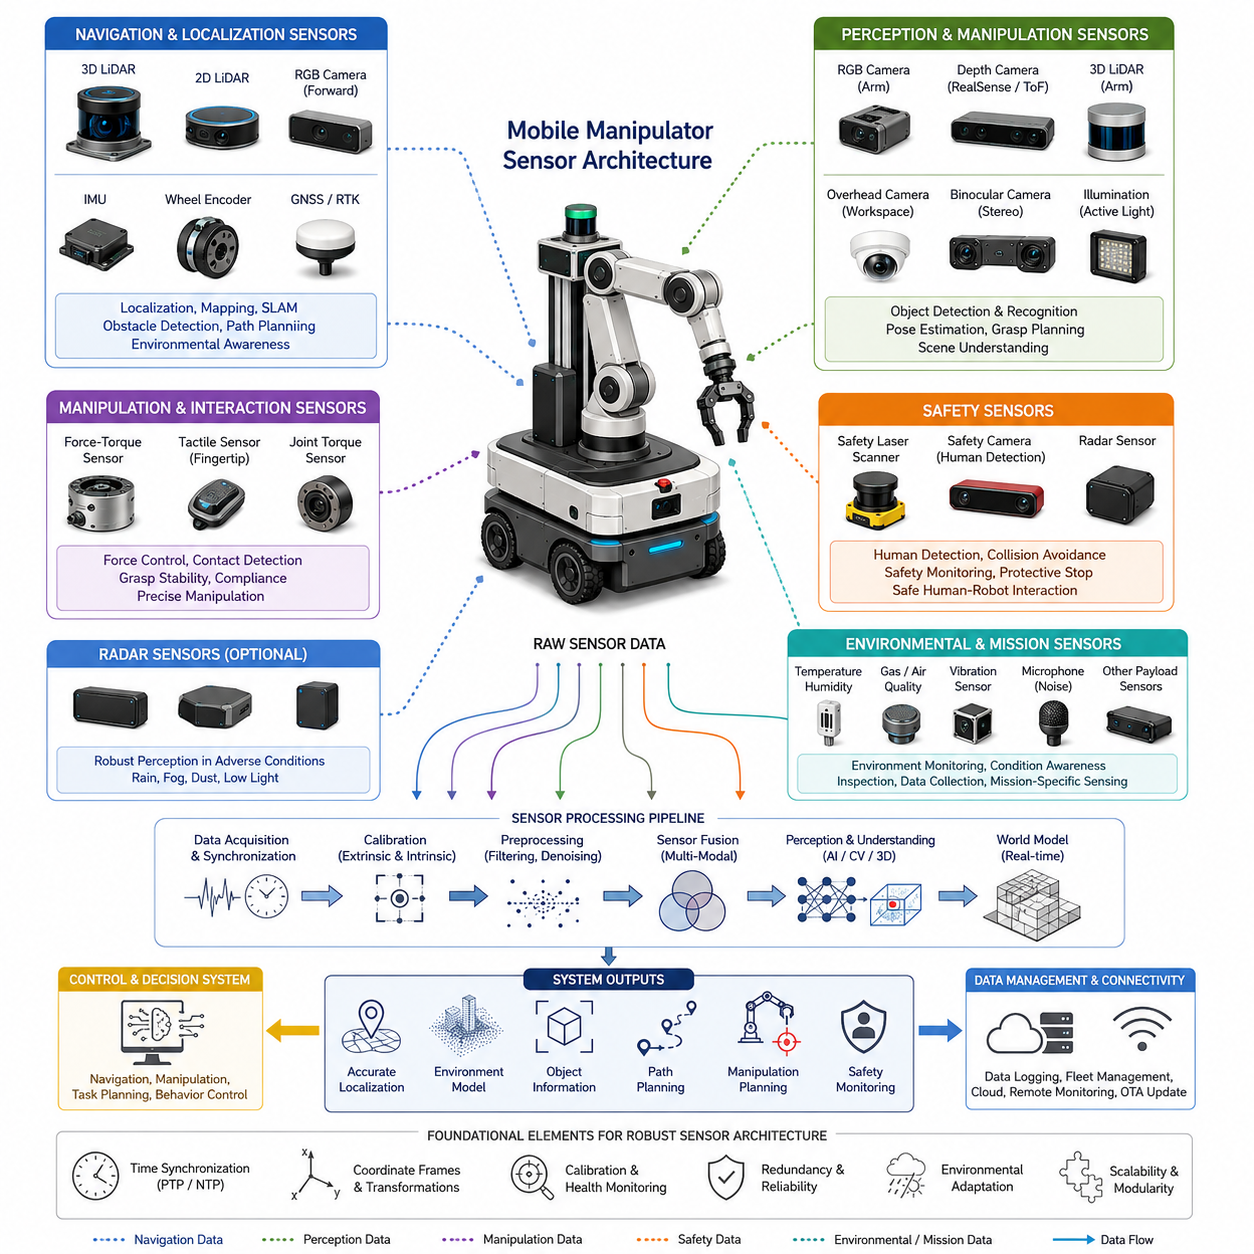 Mobile Manipulator
Sensor Architecture
NAVIGATION & LOCALIZATION SENSORS
3D LiDAR
2D LiDAR
RGB Camera
(Forward)
IMU
Wheel Encoder
GNSS / RTK
Localization, Mapping, SLAM
Obstacle Detection, Path Planniing
Environmental Awareness
PERCEPTION & MANIPULATION SENSORS
RGB Camera
(Arm)
Depth Camera
(RealSense / ToF)
3D LiDAR
(Arm)
Overhead Camera
(Workspace)
Binocular Camera
(Stereo)
Illumination
(Active Light)
Object Detection & Recognition
Pose Estimation, Grasp Planning
Scene Understanding
MANIPULATION & INTERACTION SENSORS
Force-Torque
Sensor
Tactile Sensor
(Fingertip)
Joint Torque
Sensor
Force Control, Contact Detection
Grasp Stability, Compliance
Precise Manipulation
SAFETY SENSORS
Safety Laser
Scanner
Safety Camera
(Human Detection)
Radar Sensor
Human Detection, Collision Avoidance
Safety Monitoring, Protective Stop
Safe Human-Robot Interaction
RADAR SENSORS (OPTIONAL)
Robust Perception in Adverse Conditions
Rain, Fog, Dust, Low Light
ENVIRONMENTAL & MISSION SENSORS
Temperature
Humidity
Gas / Air
Quality
Vibration
Sensor
Microphone
(Noise)
Other Payload
Sensors
Environment Monitoring, Condition Awareness
Inspection, Data Collection, Mission-Specific Sensing
RAW SENSOR DATA
SENSOR PROCESSING PIPELINE
Data Acquisition
& Synchronization
Calibration
(Extrinsic & Intrinsic)
Preprocessing
(Filtering, Denoising)
Sensor Fusion
(Multi-Modal)
Perception & Understanding
(AI / CV / 3D)
World Model
(Real-time)
CONTROL & DECISION SYSTEM
Navigation, Manipulation,
Task Planning, Behavior Control
SYSTEM OUTPUTS
Accurate
Localization
Environment
Model
Object
Information
Path
Planning
Manipulation
Planning
Safety
Monitoring
DATA MANAGEMENT & CONNECTIVITY
Data Logging, Fleet Management,
Cloud, Remote Monitoring, OTA Update
FOUNDATIONAL ELEMENTS FOR ROBUST SENSOR ARCHITECTURE
Time Synchronization
(PTP / NTP)
x
x
y
Coordinate Frames
& Transformations
Calibration &
Health Monitoring
Redundancy &
Reliability
Environmental
Adaptation
Scalability &
Modularity
Navigation Data
Perception Data
Manipulation Data
Safety Data
Environmental / Mission Data
Data Flow